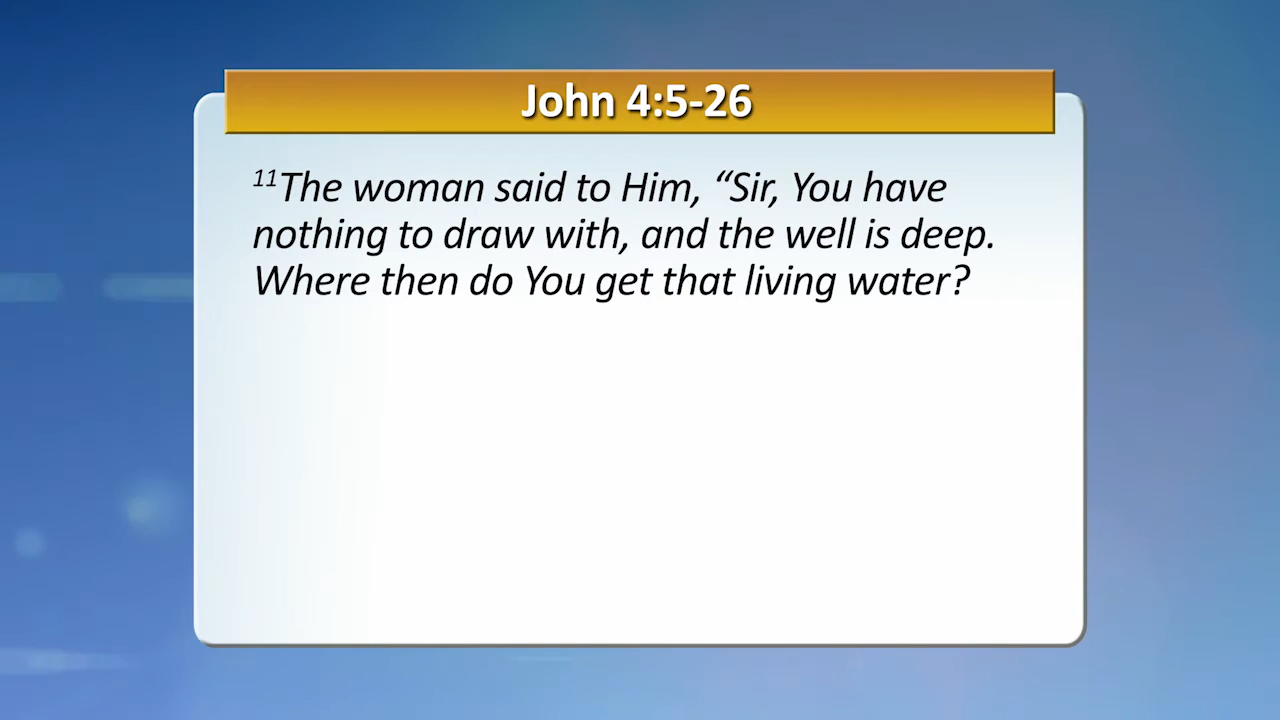 John 4:5-26
11The woman said to Him, “Sir, You have
nothing to draw with, and the well is deep.
Where then do You get that living water?